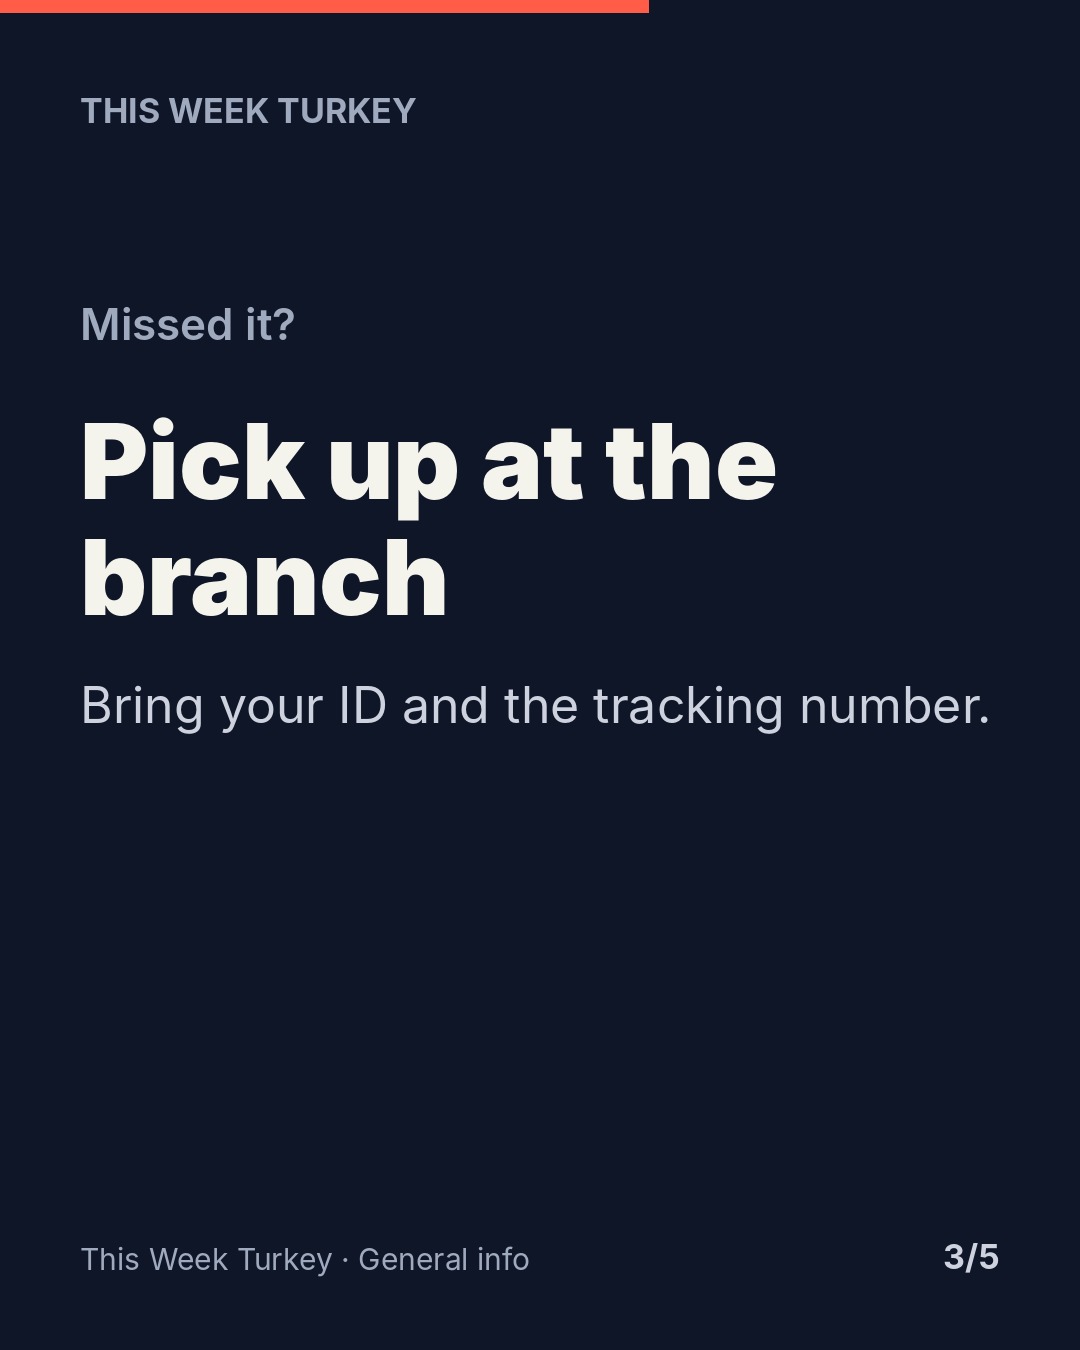 THIS WEEK TURKEY
Missed it?
Pick up at the
branch
Bring your ID and the tracking number.
This Week Turkey · General info
3/5